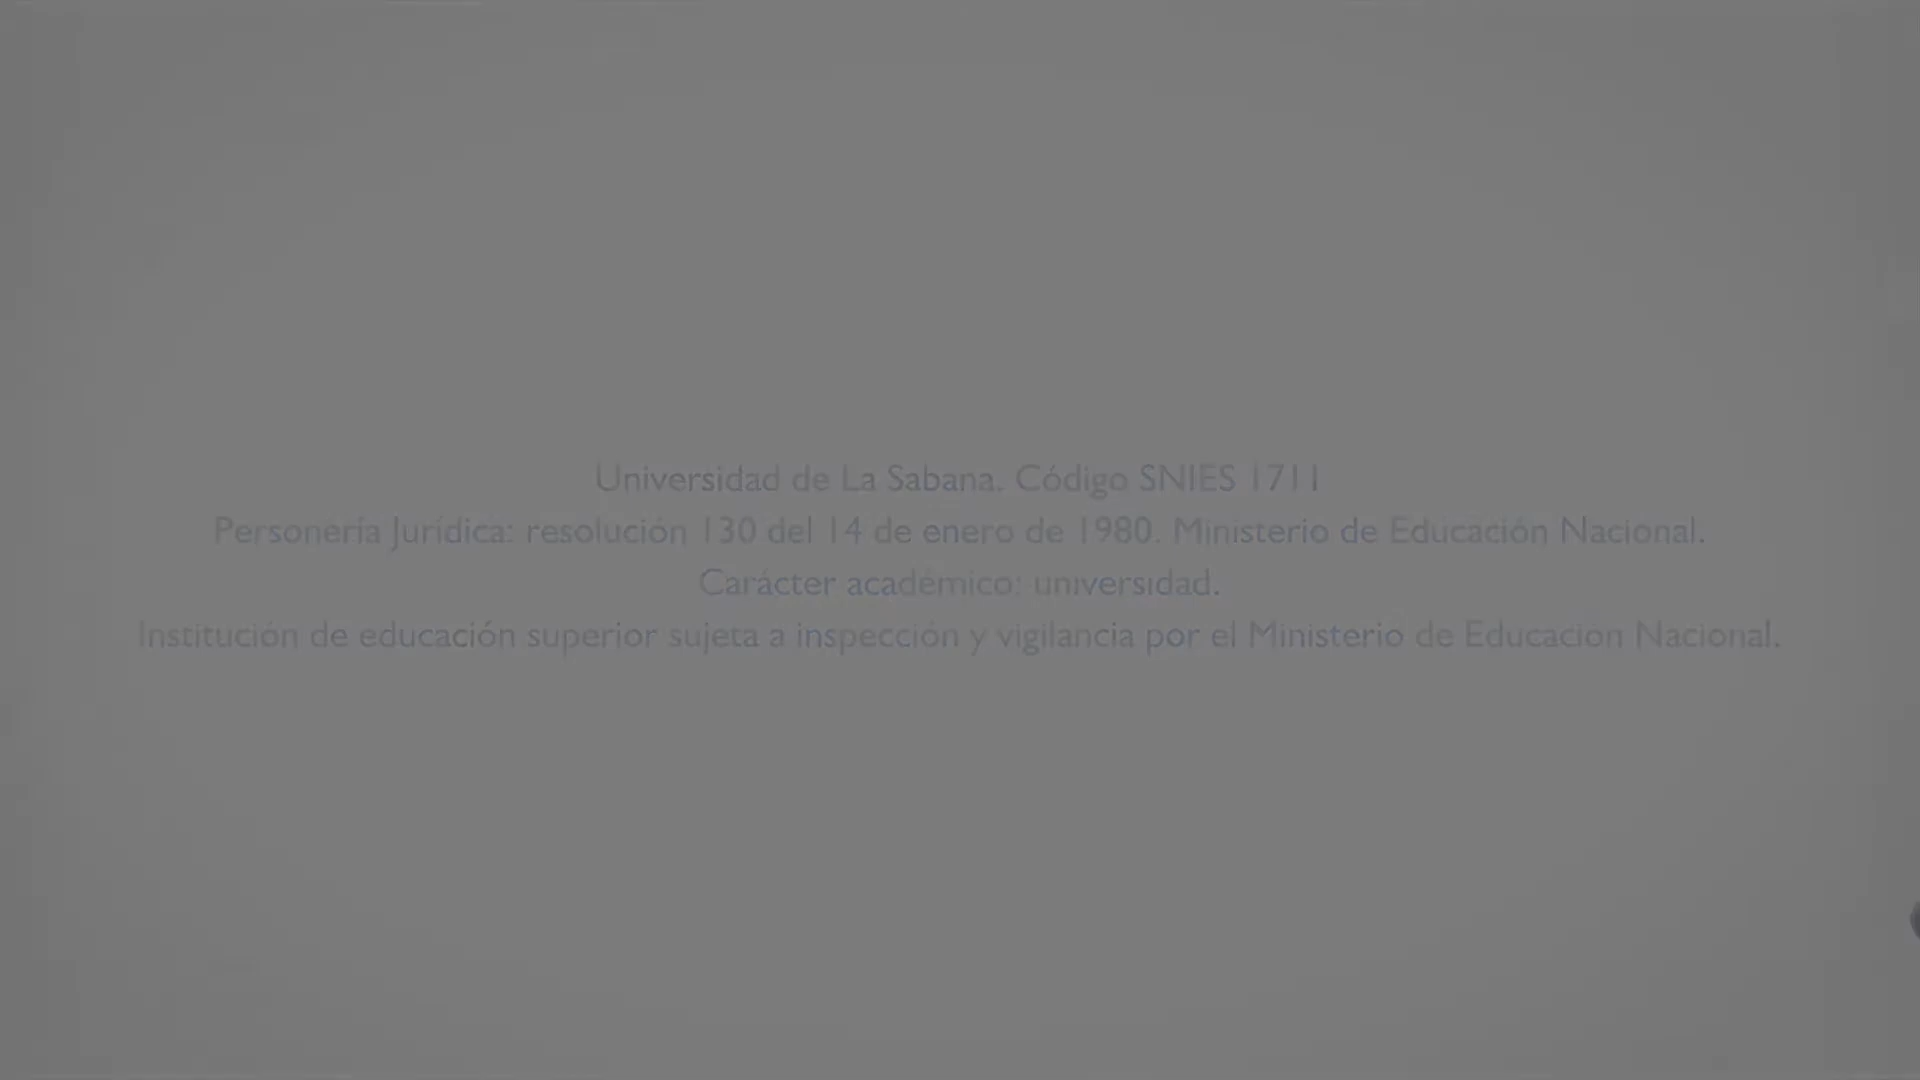 Universidad de La Sabana. Código SNIES 1711
Personería Jurídica: resolución 130 del 14 de enero de 1980. Ministerio de Educación Nacional.
Carácter académico: universidad.
Institución de educación superior sujeta a inspección y vigilancia por el Ministerio de Educación Nacional.